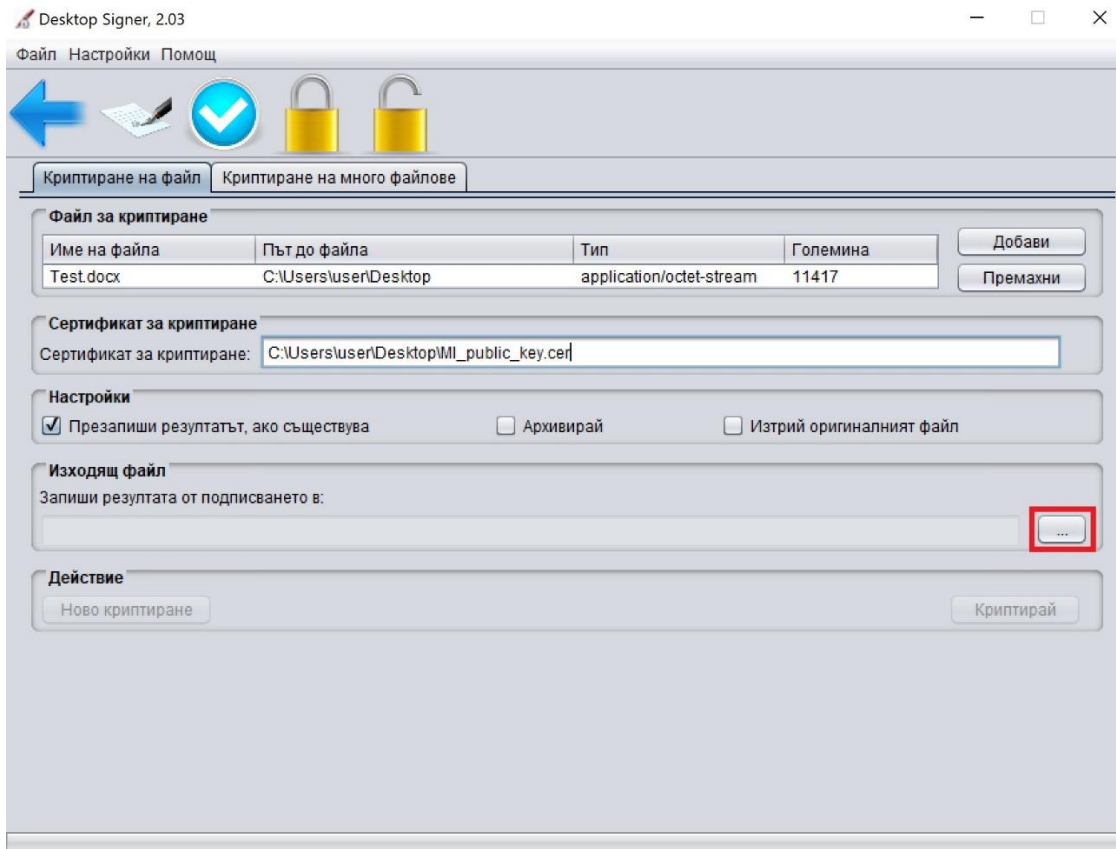 Desktop Signer, 2.03
Файл Настройки Помощ
Криптиране на файл Криптиране на много файлове
Файл за криптиране
Име на файла Път до файла Тип Големина Добави
Test.docx C:\Users\user\Desktop application/octet-stream 11417 Премахни
Сертификат за криптиране
Сертификат за криптиране: C:\Users\user\Desktop\MI_public_key.cer
Настройки
Презапиши резултатът, ако съществува Архивирай Изтрий оригиналният файл
Изходящ файл
Запиши резултата от подписването в:
...
Действие
Ново криптиране Криптирай